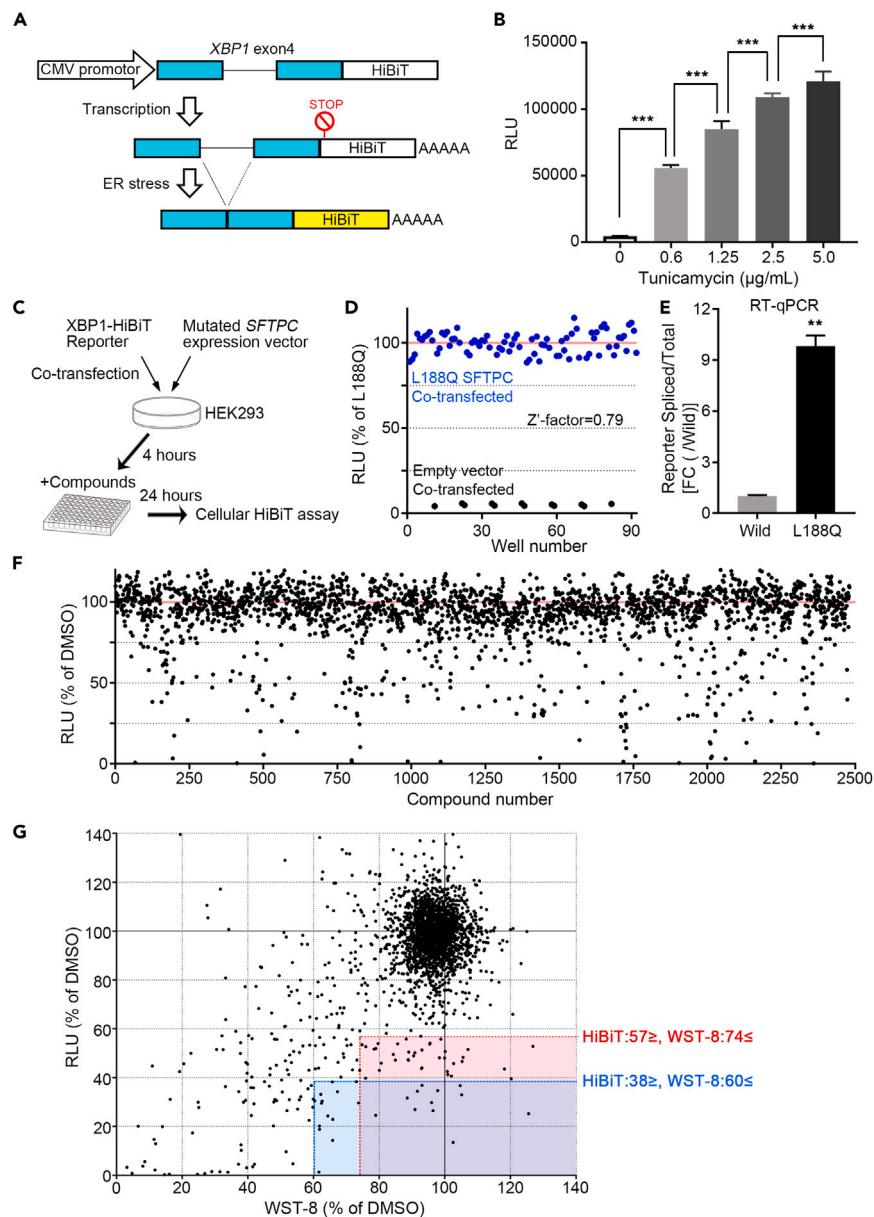 A
XBP1 exon4
CMV promotor
HiBiT
Transcription
STOP
HiBiT
AAAAA
ER stress
HiBiT
AAAAA
B
150000
100000
50000
0
RLU
***
***
***
***
0
0.6
1.25
2.5
5.0
Tunicamycin (µg/mL)
C
XBP1-HiBiT
Reporter
Mutated SFTPC
expression vector
Co-transfection
HEK293
4 hours
+Compounds
24 hours
Cellular HiBiT assay
D
RLU (% of L188Q)
100
50
0
L188Q SFTPC
Co-transfected
Z'-factor=0.79
Empty vector
Co-transfected
0
30
60
90
Well number
E
RT-qPCR
Reporter Spliced/Total
[FC ( /Wild)]
12
9
6
3
0
**
Wild
L188Q
F
RLU (% of DMSO)
100
50
0
0
250
500
750
1000
1250
1500
1750
2000
2250
2500
Compound number
G
RLU (% of DMSO)
140
120
100
80
60
40
20
0
HiBiT:57≥, WST-8:74≤
HiBiT:38≥, WST-8:60≤
0
20
40
60
80
100
120
140
WST-8 (% of DMSO)